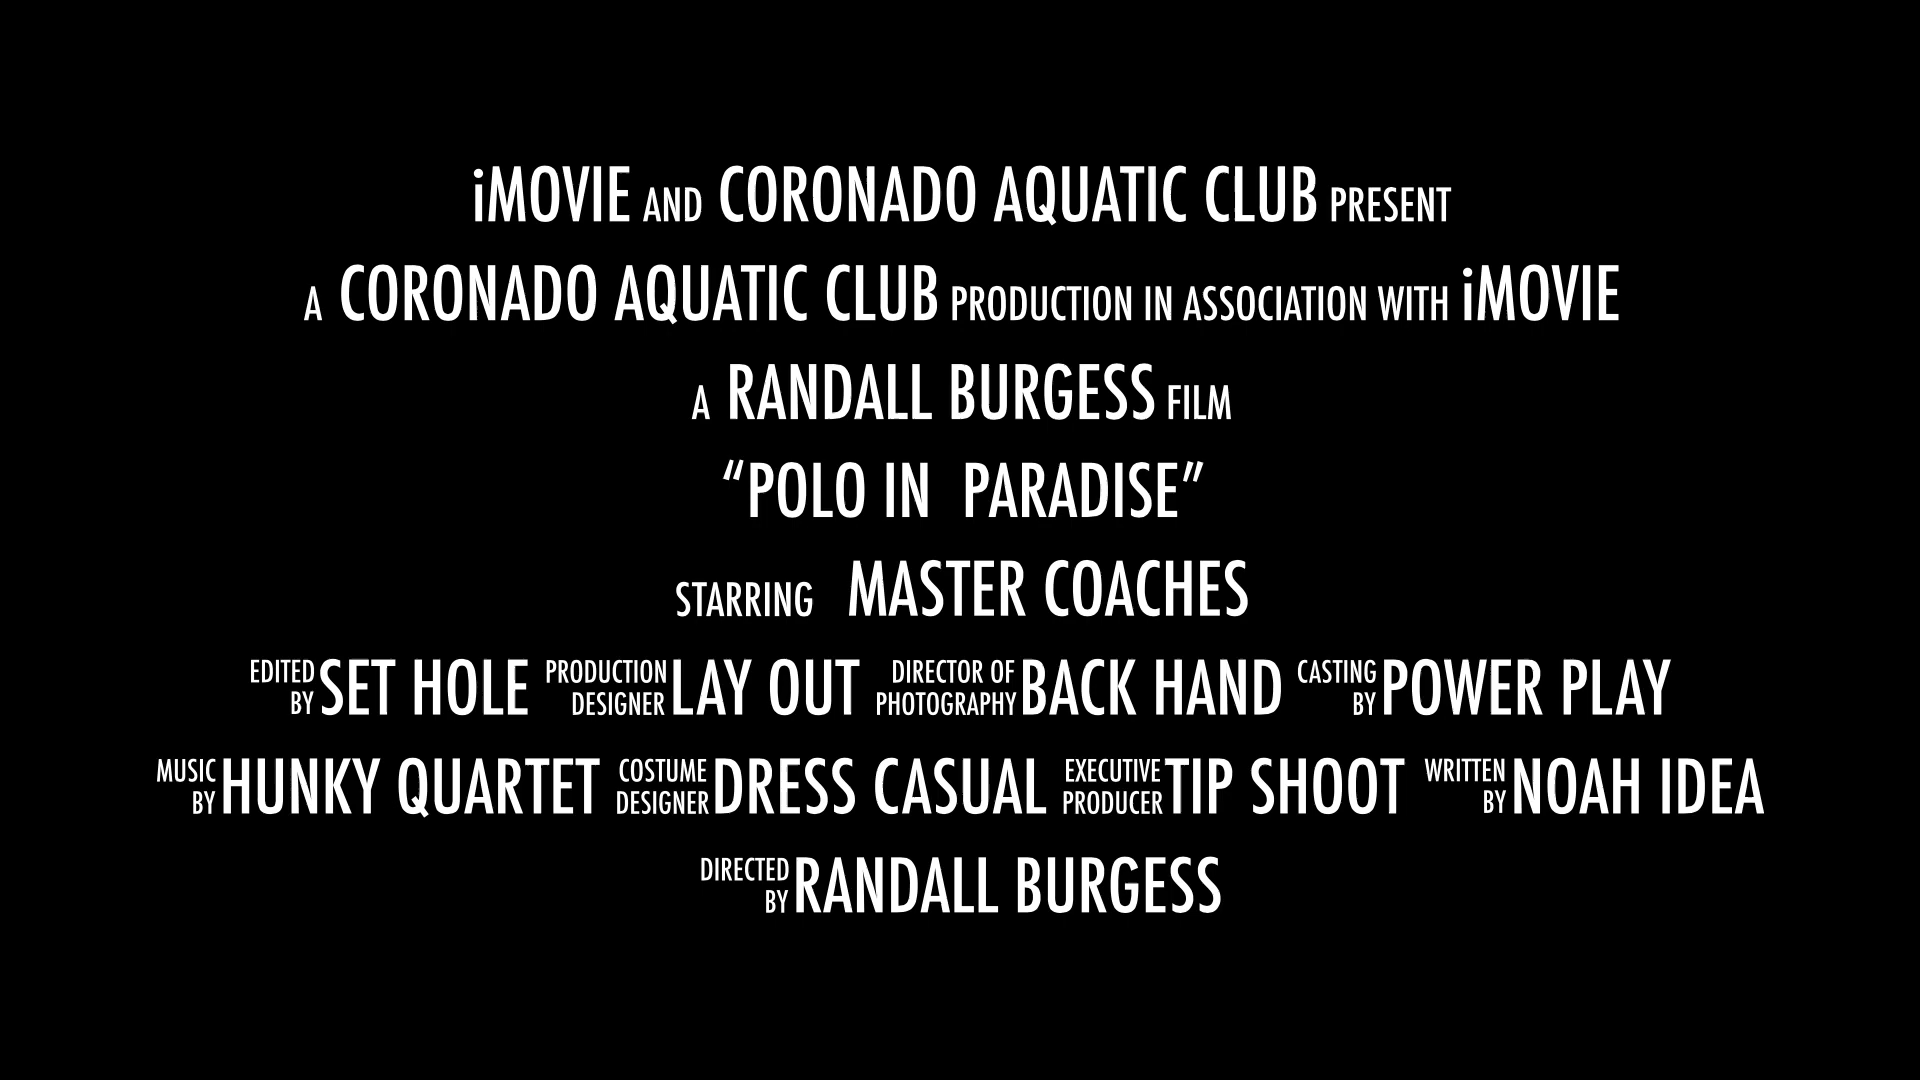 iMOVIE AND CORONADO AQUATIC CLUB PRESENT
A CORONADO AQUATIC CLUB PRODUCTION IN ASSOCIATION WITH iMOVIE
A RANDALL BURGESS FILM
“POLO IN  PARADISE”
STARRING  MASTER COACHES
EDITED BY SET HOLE PRODUCTION DESIGNER LAY OUT DIRECTOR OF PHOTOGRAPHY BACK HAND CASTING BY POWER PLAY
MUSIC BY HUNKY QUARTET COSTUME DESIGNER DRESS CASUAL EXECUTIVE PRODUCER TIP SHOOT WRITTEN BY NOAH IDEA
DIRECTED BY RANDALL BURGESS